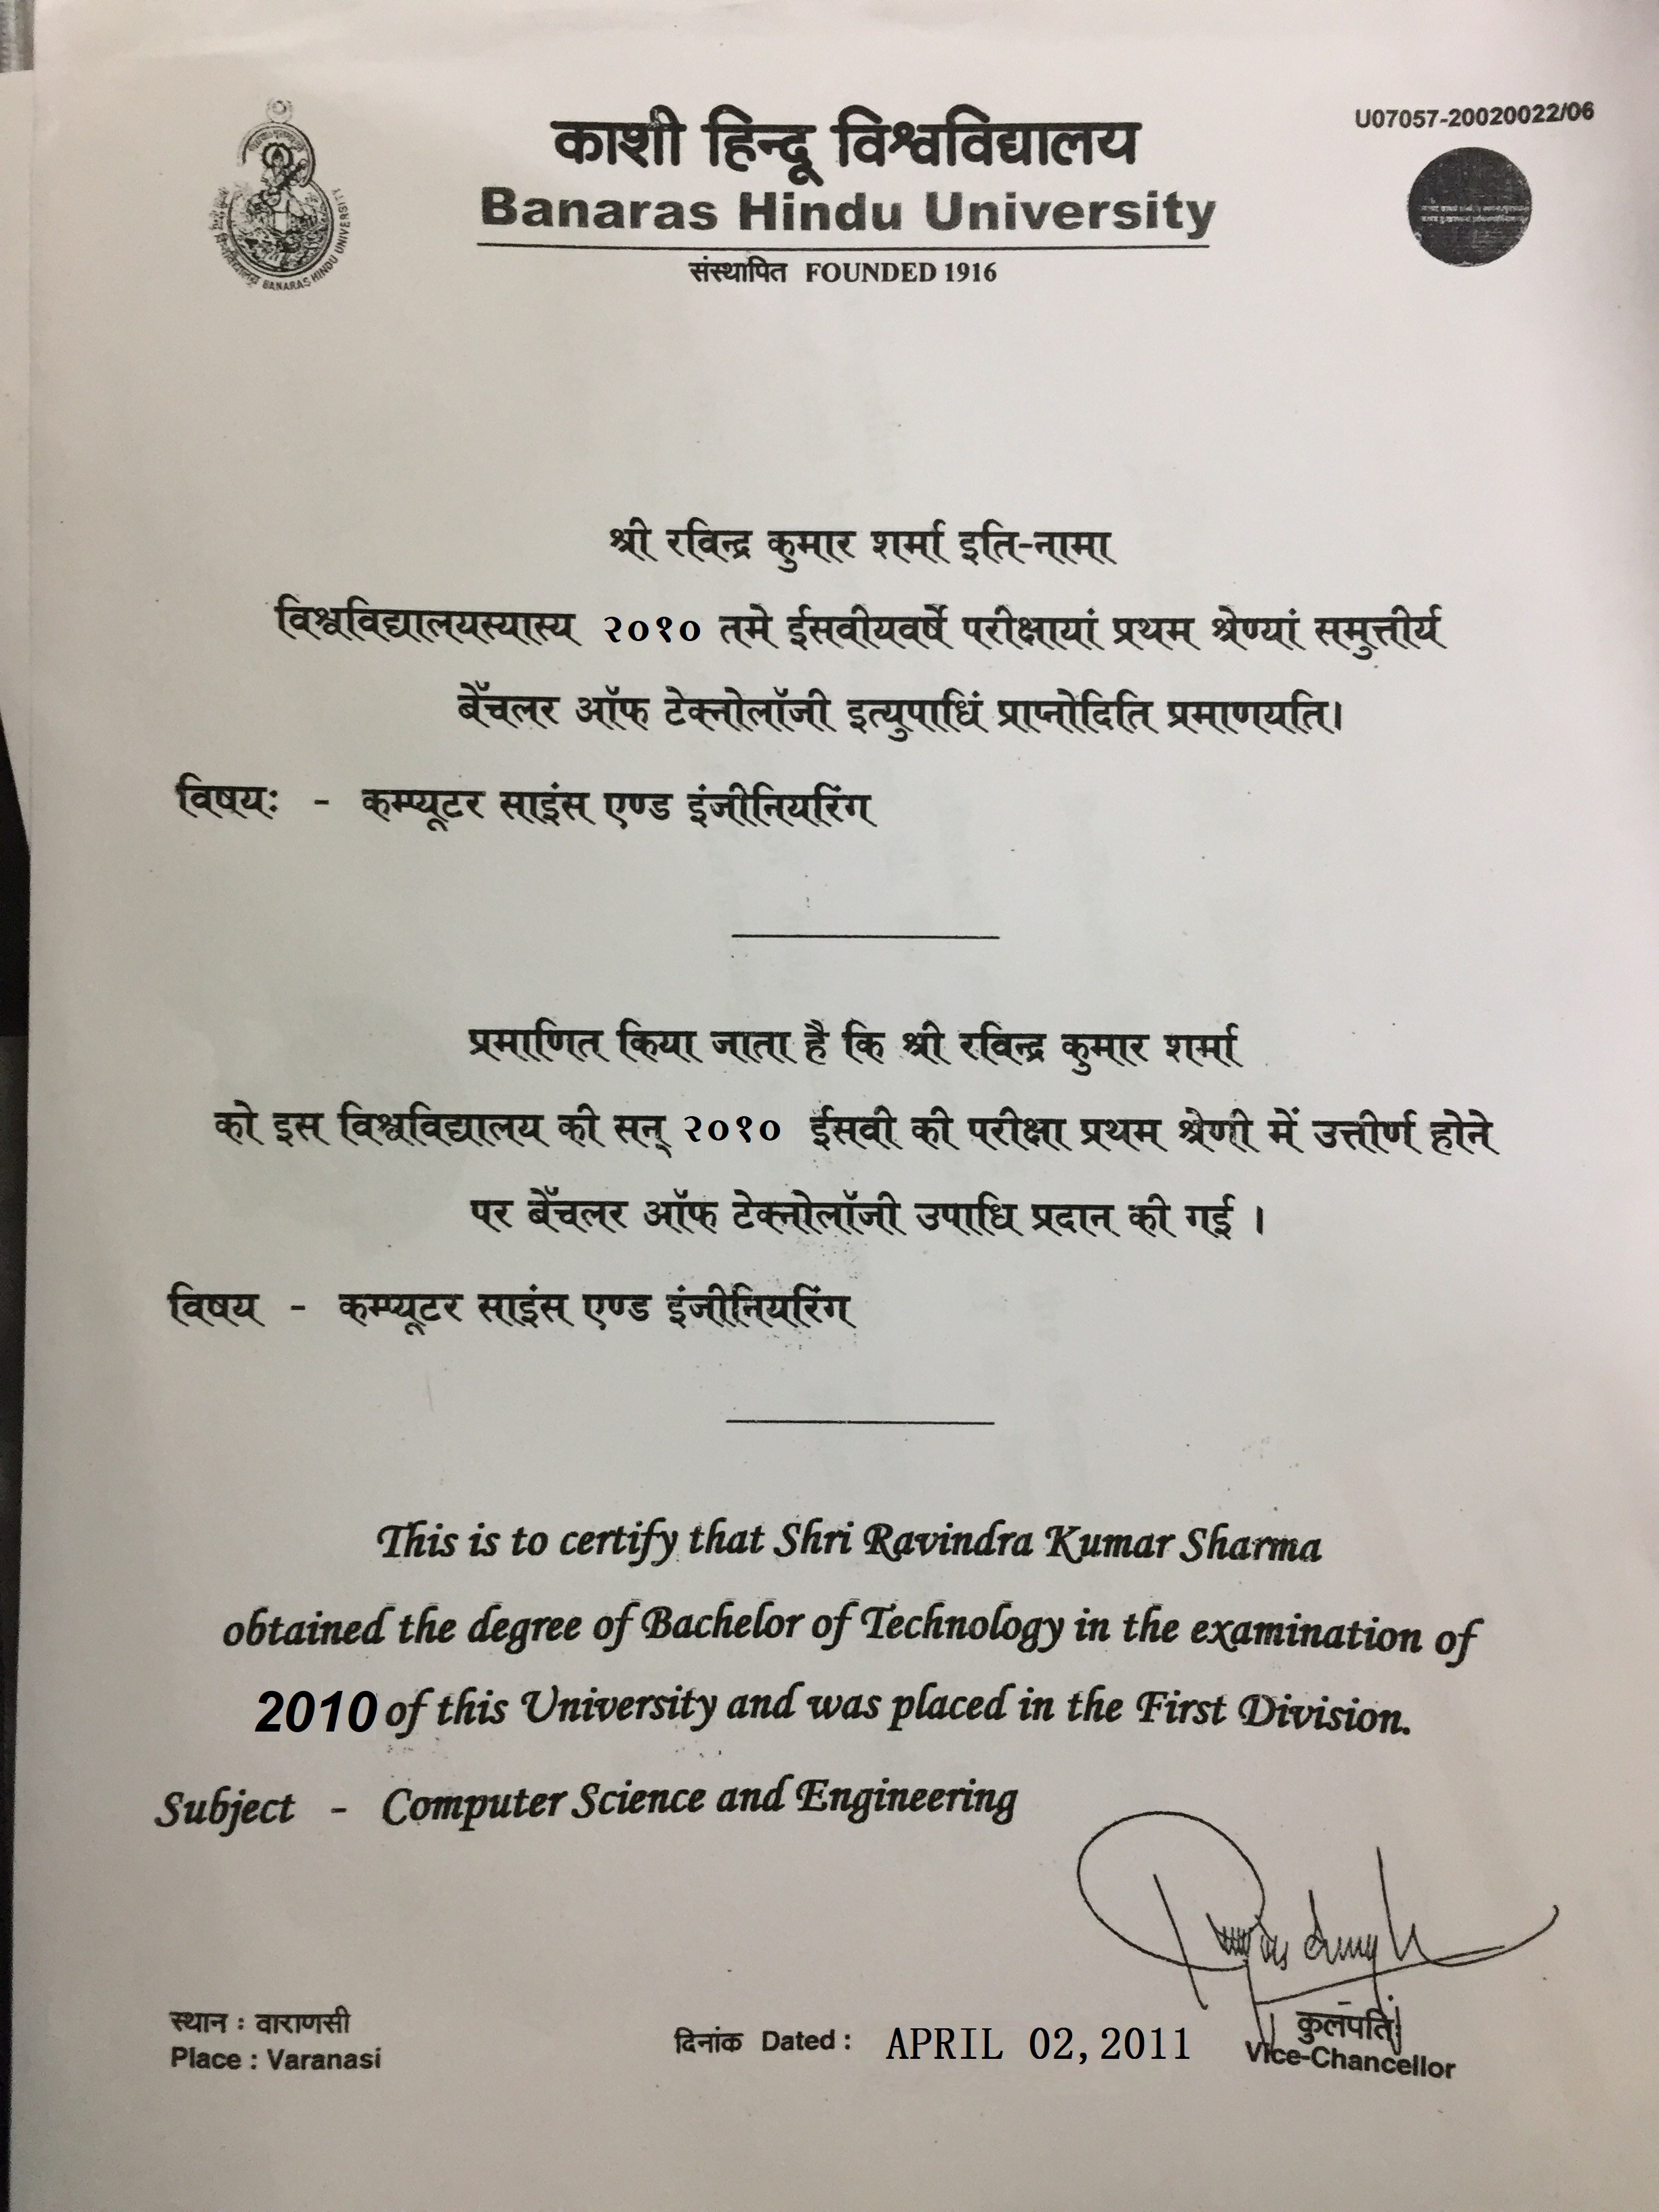 U07057-20020022/06
काशी हिन्दू विश्वविद्यालय
Banaras Hindu University
संस्थापित FOUNDED 1916
BANARAS HINDU UNIVERSITY
श्री रविन्द्र कुमार शर्मा इति-नामा
विश्वविद्यालयस्यास्य २०१० तमे ईसवीयवर्षे परीक्षायां प्रथम श्रेण्यां समुत्तीर्य
बॅचलर ऑफ टेक्नोलॉजी इत्युपाधिं प्राप्नोदिति प्रमाणयति।
विषयः - कम्प्यूटर साइंस एण्ड इंजीनियरिंग
प्रमाणित किया जाता है कि श्री रविन्द्र कुमार शर्मा
को इस विश्वविद्यालय की सन् २०१० ईसवी की परीक्षा प्रथम श्रेणी में उत्तीर्ण होने
पर बॅचलर ऑफ टेक्नोलॉजी उपाधि प्रदान की गई ।
विषय - कम्प्यूटर साइंस एण्ड इंजीनियरिंग
This is to certify that Shri Ravindra Kumar Sharma
obtained the degree of Bachelor of Technology in the examination of
2010 of this University and was placed in the First Division.
Subject - Computer Science and Engineering
स्थान : वाराणसी
Place : Varanasi
दिनांक Dated : APRIL 02,2011
कुलपति
Vice-Chancellor